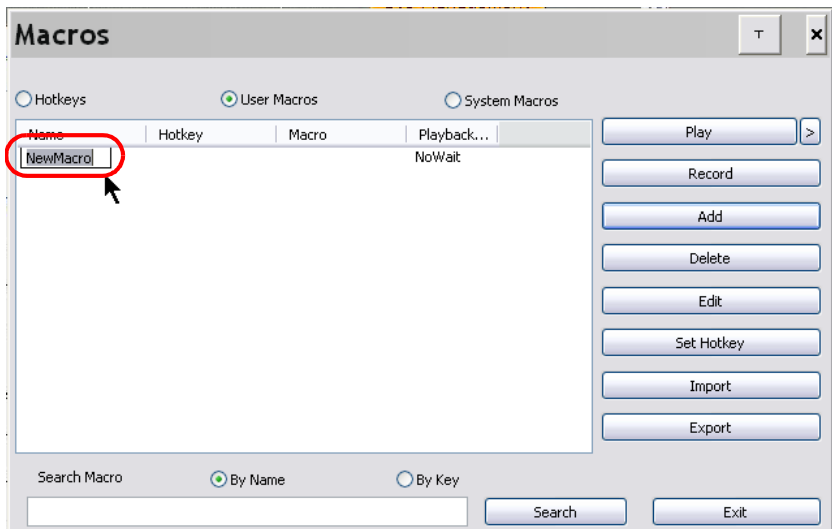 Macros
T
×
Hotkeys User Macros System Macros
Name Hotkey Macro Playback...
NewMacro NoWait
Play >
Record
Add
Delete
Edit
Set Hotkey
Import
Export
Search Macro By Name By Key
Search Exit